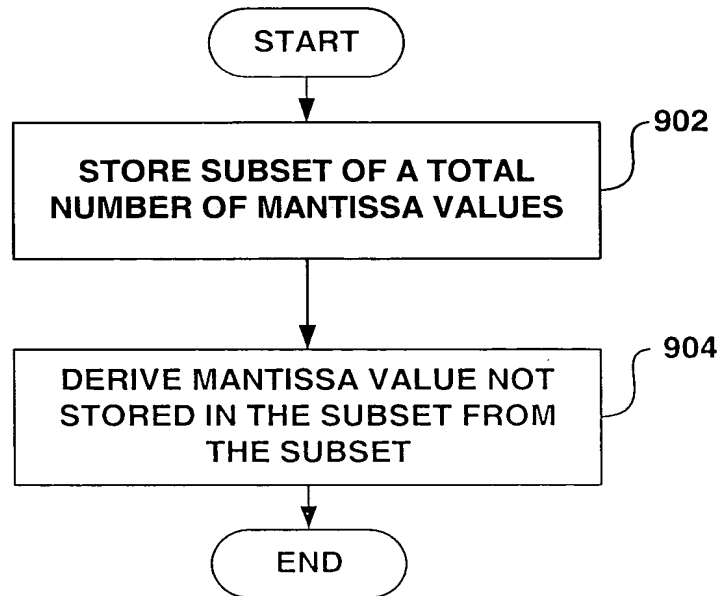 START
902
STORE SUBSET OF A TOTAL
NUMBER OF MANTISSA VALUES
904
DERIVE MANTISSA VALUE NOT
STORED IN THE SUBSET FROM
THE SUBSET
END